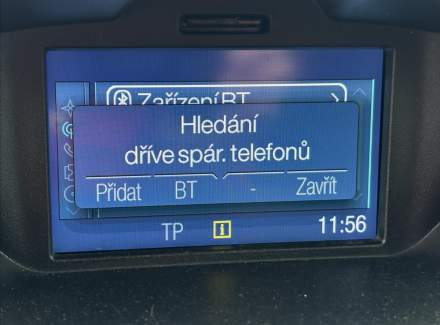 Zařízení BT
Hledání
dříve spár. telefonů
Přidat BT - Zavřít
TP i 11:56